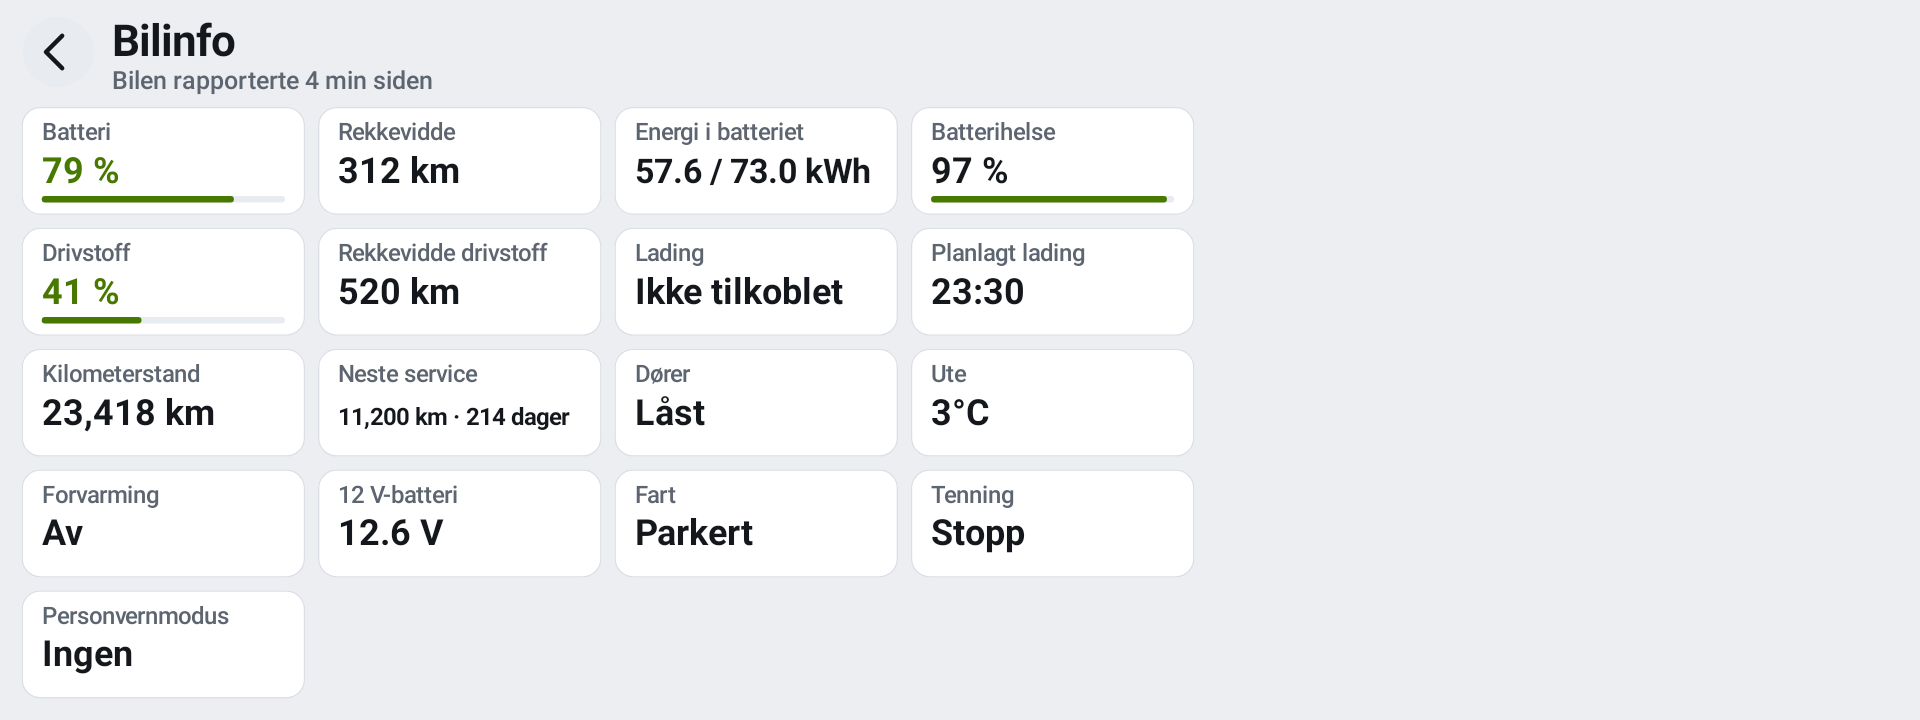 Bilinfo
Bilen rapporterte 4 min siden
Batteri
79 %
Rekkevidde
312 km
Energi i batteriet
57.6 / 73.0 kWh
Batterihelse
97 %
Drivstoff
41 %
Rekkevidde drivstoff
520 km
Lading
Ikke tilkoblet
Planlagt lading
23:30
Kilometerstand
23,418 km
Neste service
11,200 km · 214 dager
Dører
Låst
Ute
3°C
Forvarming
Av
12 V-batteri
12.6 V
Fart
Parkert
Tenning
Stopp
Personvernmodus
Ingen